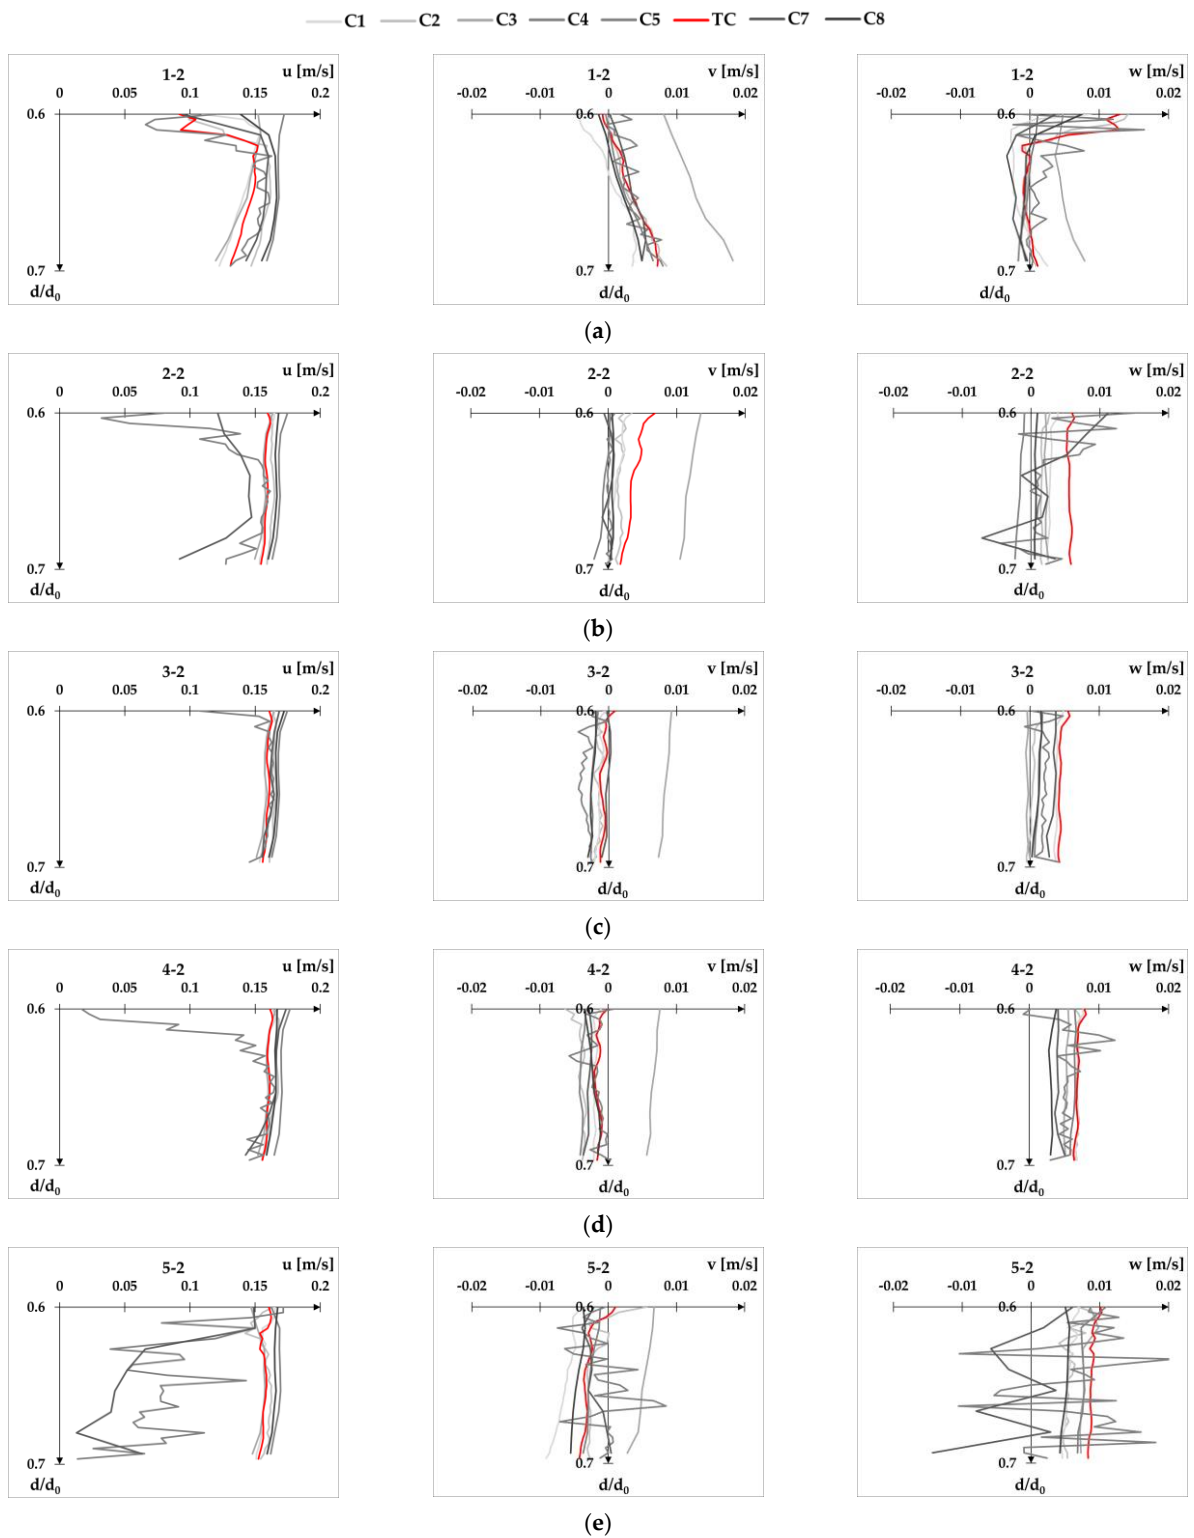 C1 C2 C3 C4 C5 TC C7 C8
1-2 u [m/s] 1-2 v [m/s] 1-2 w [m/s]
0 0.05 0.1 0.15 0.2 -0.02 -0.01 0 0.01 0.02 -0.02 -0.01 0 0.01 0.02
0.6 0.6 0.6
0.7 0.7 0.7
d/d0 d/d0 d/d0
(a)
2-2 u [m/s] 2-2 v [m/s] 2-2 w [m/s]
0 0.05 0.1 0.15 0.2 -0.02 -0.01 0 0.01 0.02 -0.02 -0.01 0 0.01 0.02
0.6 0.6 0.6
0.7 0.7 0.7
d/d0 d/d0 d/d0
(b)
3-2 u [m/s] 3-2 v [m/s] 3-2 w [m/s]
0 0.05 0.1 0.15 0.2 -0.02 -0.01 0 0.01 0.02 -0.02 -0.01 0 0.01 0.02
0.6 0.6 0.6
0.7 0.7 0.7
d/d0 d/d0 d/d0
(c)
4-2 u [m/s] 4-2 v [m/s] 4-2 w [m/s]
0 0.05 0.1 0.15 0.2 -0.02 -0.01 0 0.01 0.02 -0.02 -0.01 0 0.01 0.02
0.6 0.6 0.6
0.7 0.7 0.7
d/d0 d/d0 d/d0
(d)
5-2 u [m/s] 5-2 v [m/s] 5-2 w [m/s]
0 0.05 0.1 0.15 0.2 -0.02 -0.01 0 0.01 0.02 -0.02 -0.01 0 0.01 0.02
0.6 0.6 0.6
0.7 0.7 0.7
d/d0 d/d0 d/d0
(e)